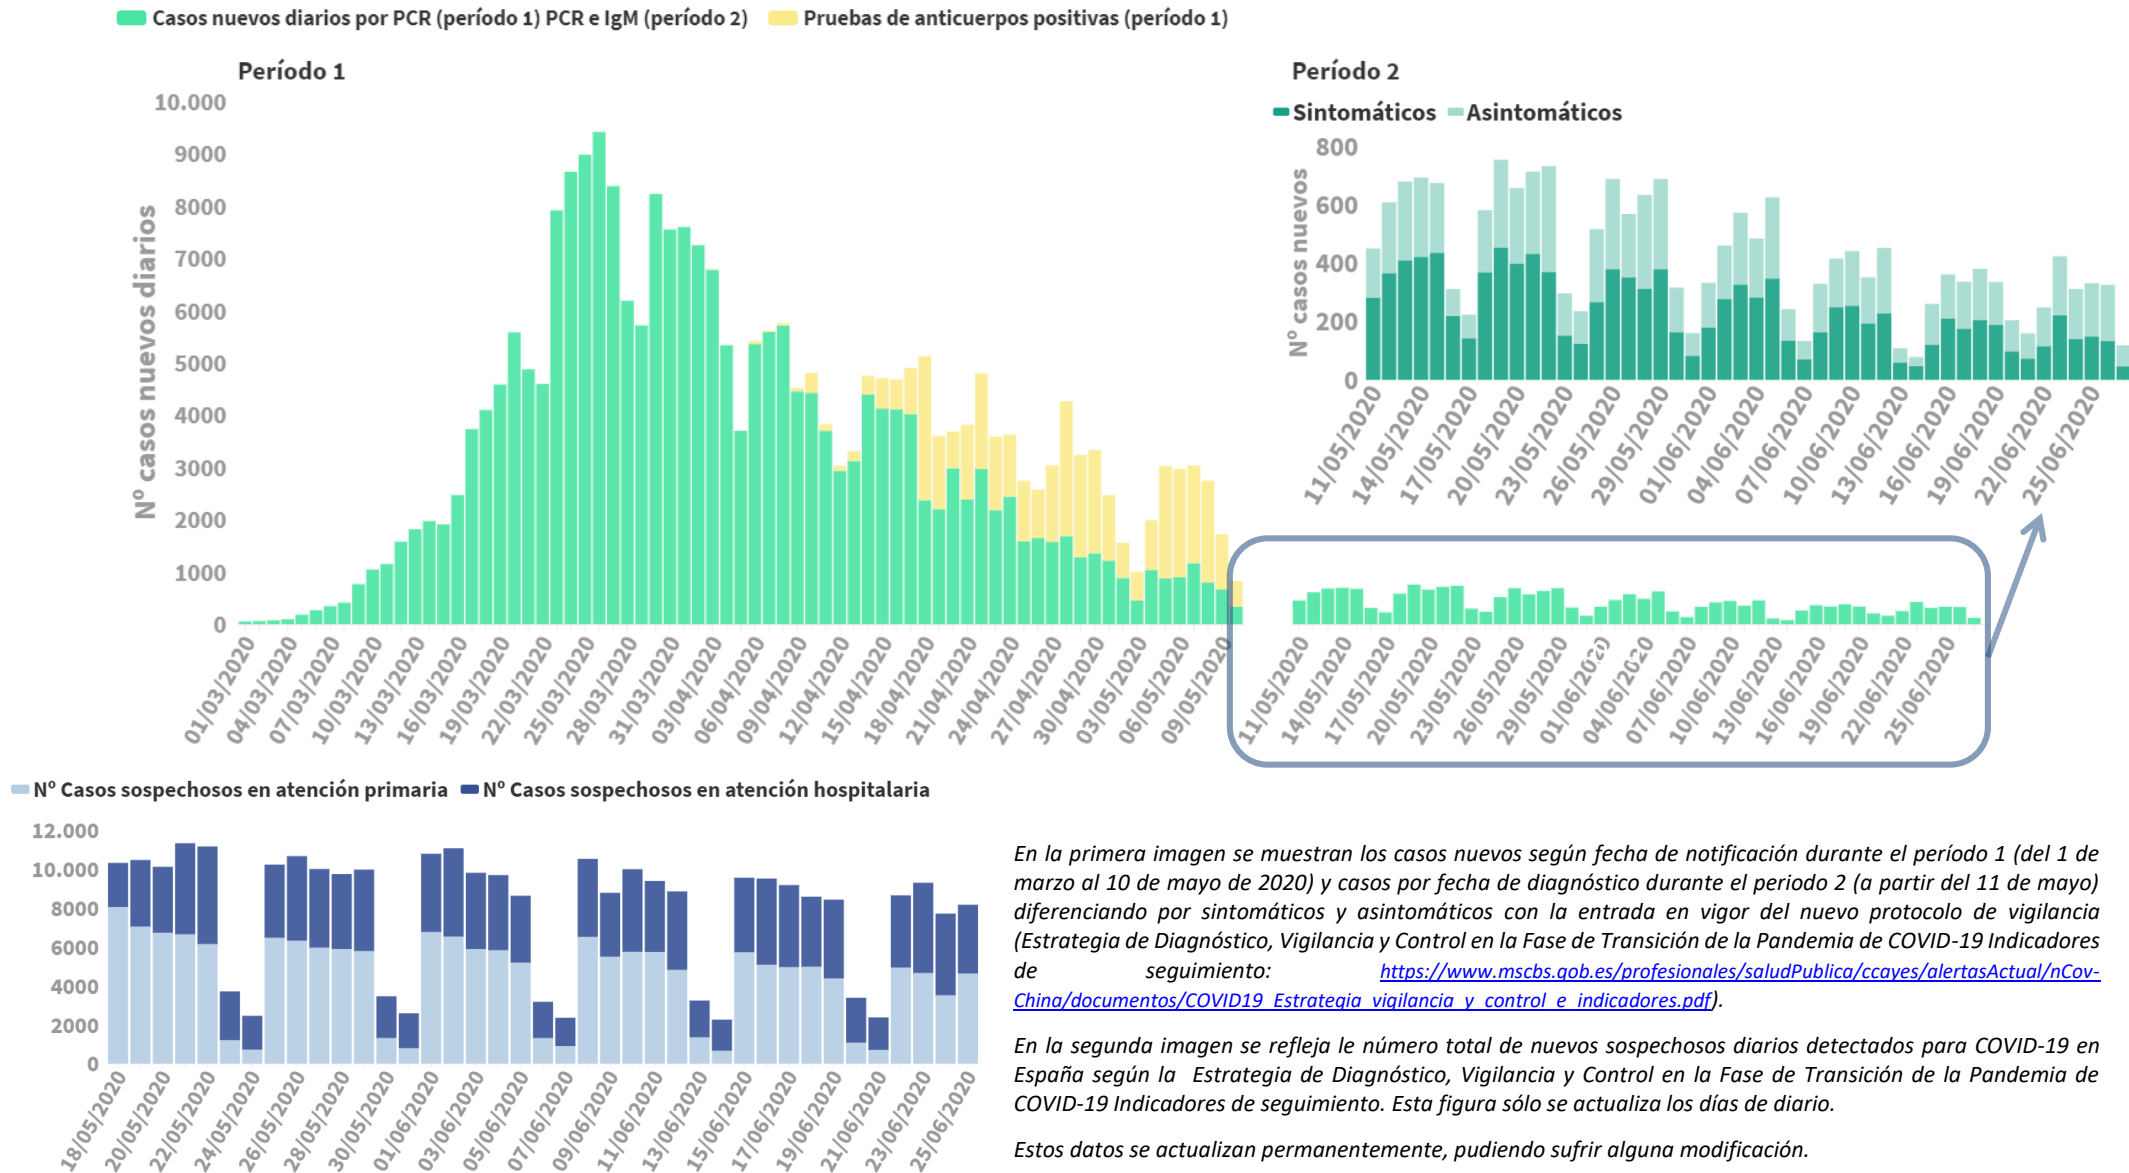 Casos nuevos diarios por PCR (período 1) PCR e IgM (período 2) Pruebas de anticuerpos positivas (período 1)
Período 1
10.000
9000
8000
7000
6000
5000
4000
3000
2000
1000
0
Nº casos nuevos diarios
01/03/2020 04/03/2020 07/03/2020 10/03/2020 13/03/2020 16/03/2020 19/03/2020 22/03/2020 25/03/2020 28/03/2020 31/03/2020 03/04/2020 06/04/2020 09/04/2020 12/04/2020 15/04/2020 18/04/2020 21/04/2020 24/04/2020 27/04/2020 30/04/2020 03/05/2020 06/05/2020 09/05/2020
Período 2
Sintomáticos Asintomáticos
800
600
400
200
0
Nº casos nuevos
11/05/2020 14/05/2020 17/05/2020 20/05/2020 23/05/2020 26/05/2020 29/05/2020 01/06/2020 04/06/2020 07/06/2020 10/06/2020 13/06/2020 16/06/2020 19/06/2020 22/06/2020 25/06/2020
11/05/2020 14/05/2020 17/05/2020 20/05/2020 23/05/2020 26/05/2020 29/05/2020 01/06/2020 04/06/2020 07/06/2020 10/06/2020 13/06/2020 16/06/2020 19/06/2020 22/06/2020 25/06/2020
Nº Casos sospechosos en atención primaria Nº Casos sospechosos en atención hospitalaria
12.000
10.000
8000
6000
4000
2000
0
18/05/2020 20/05/2020 22/05/2020 24/05/2020 26/05/2020 28/05/2020 30/05/2020 01/06/2020 03/06/2020 05/06/2020 07/06/2020 09/06/2020 11/06/2020 13/06/2020 15/06/2020 17/06/2020 19/06/2020 21/06/2020 23/06/2020 25/06/2020
En la primera imagen se muestran los casos nuevos según fecha de notificación durante el período 1 (del 1 de
marzo al 10 de mayo de 2020) y casos por fecha de diagnóstico durante el periodo 2 (a partir del 11 de mayo)
diferenciando por sintomáticos y asintomáticos con la entrada en vigor del nuevo protocolo de vigilancia
(Estrategia de Diagnóstico, Vigilancia y Control en la Fase de Transición de la Pandemia de COVID-19 Indicadores
de seguimiento: https://www.mscbs.gob.es/profesionales/saludPublica/ccayes/alertasActual/nCov-
China/documentos/COVID19_Estrategia_vigilancia_y_control_e_indicadores.pdf).
En la segunda imagen se refleja le número total de nuevos sospechosos diarios detectados para COVID-19 en
España según la Estrategia de Diagnóstico, Vigilancia y Control en la Fase de Transición de la Pandemia de
COVID-19 Indicadores de seguimiento. Esta figura sólo se actualiza los días de diario.
Estos datos se actualizan permanentemente, pudiendo sufrir alguna modificación.